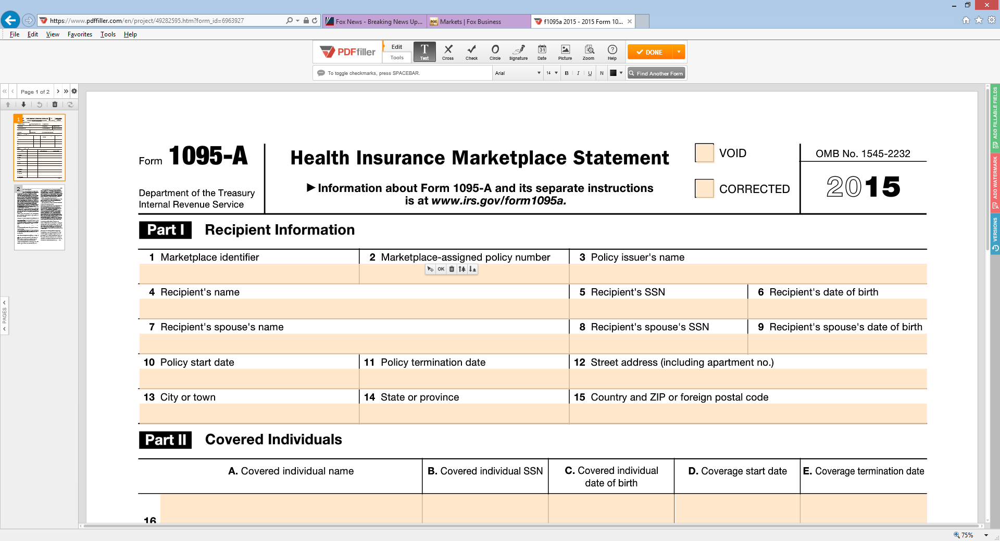 https://www.pdffiller.com/en/project/49282595.htm?form_id=6963927
Fox News - Breaking News Up...
FOX
Markets | Fox Business
f1095a 2015 - 2015 Form 10...
File Edit View Favorites Tools Help
PDFfiller
Edit
Tools
T
Text
Cross
Check
Circle
Signature
31
Date
Picture
Zoom
Help
DONE
To toggle checkmarks, press SPACEBAR.
Arial
14
B I U N
Find Another Form
Page 1 of 2
1
2
PAGES
ADD FILLABLE FIELDS
ADD WATERMARK
VERSIONS
Form 1095-A
Department of the Treasury
Internal Revenue Service
Health Insurance Marketplace Statement
▶ Information about Form 1095-A and its separate instructions
is at www.irs.gov/form1095a.
VOID
CORRECTED
OMB No. 1545-2232
2015
Part I Recipient Information
1 Marketplace identifier
2 Marketplace-assigned policy number
3 Policy issuer's name
OK
4 Recipient's name
5 Recipient's SSN
6 Recipient's date of birth
7 Recipient's spouse's name
8 Recipient's spouse's SSN
9 Recipient's spouse's date of birth
10 Policy start date
11 Policy termination date
12 Street address (including apartment no.)
13 City or town
14 State or province
15 Country and ZIP or foreign postal code
Part II Covered Individuals
A. Covered individual name
B. Covered individual SSN
C. Covered individual
date of birth
D. Coverage start date
E. Coverage termination date
16
75%